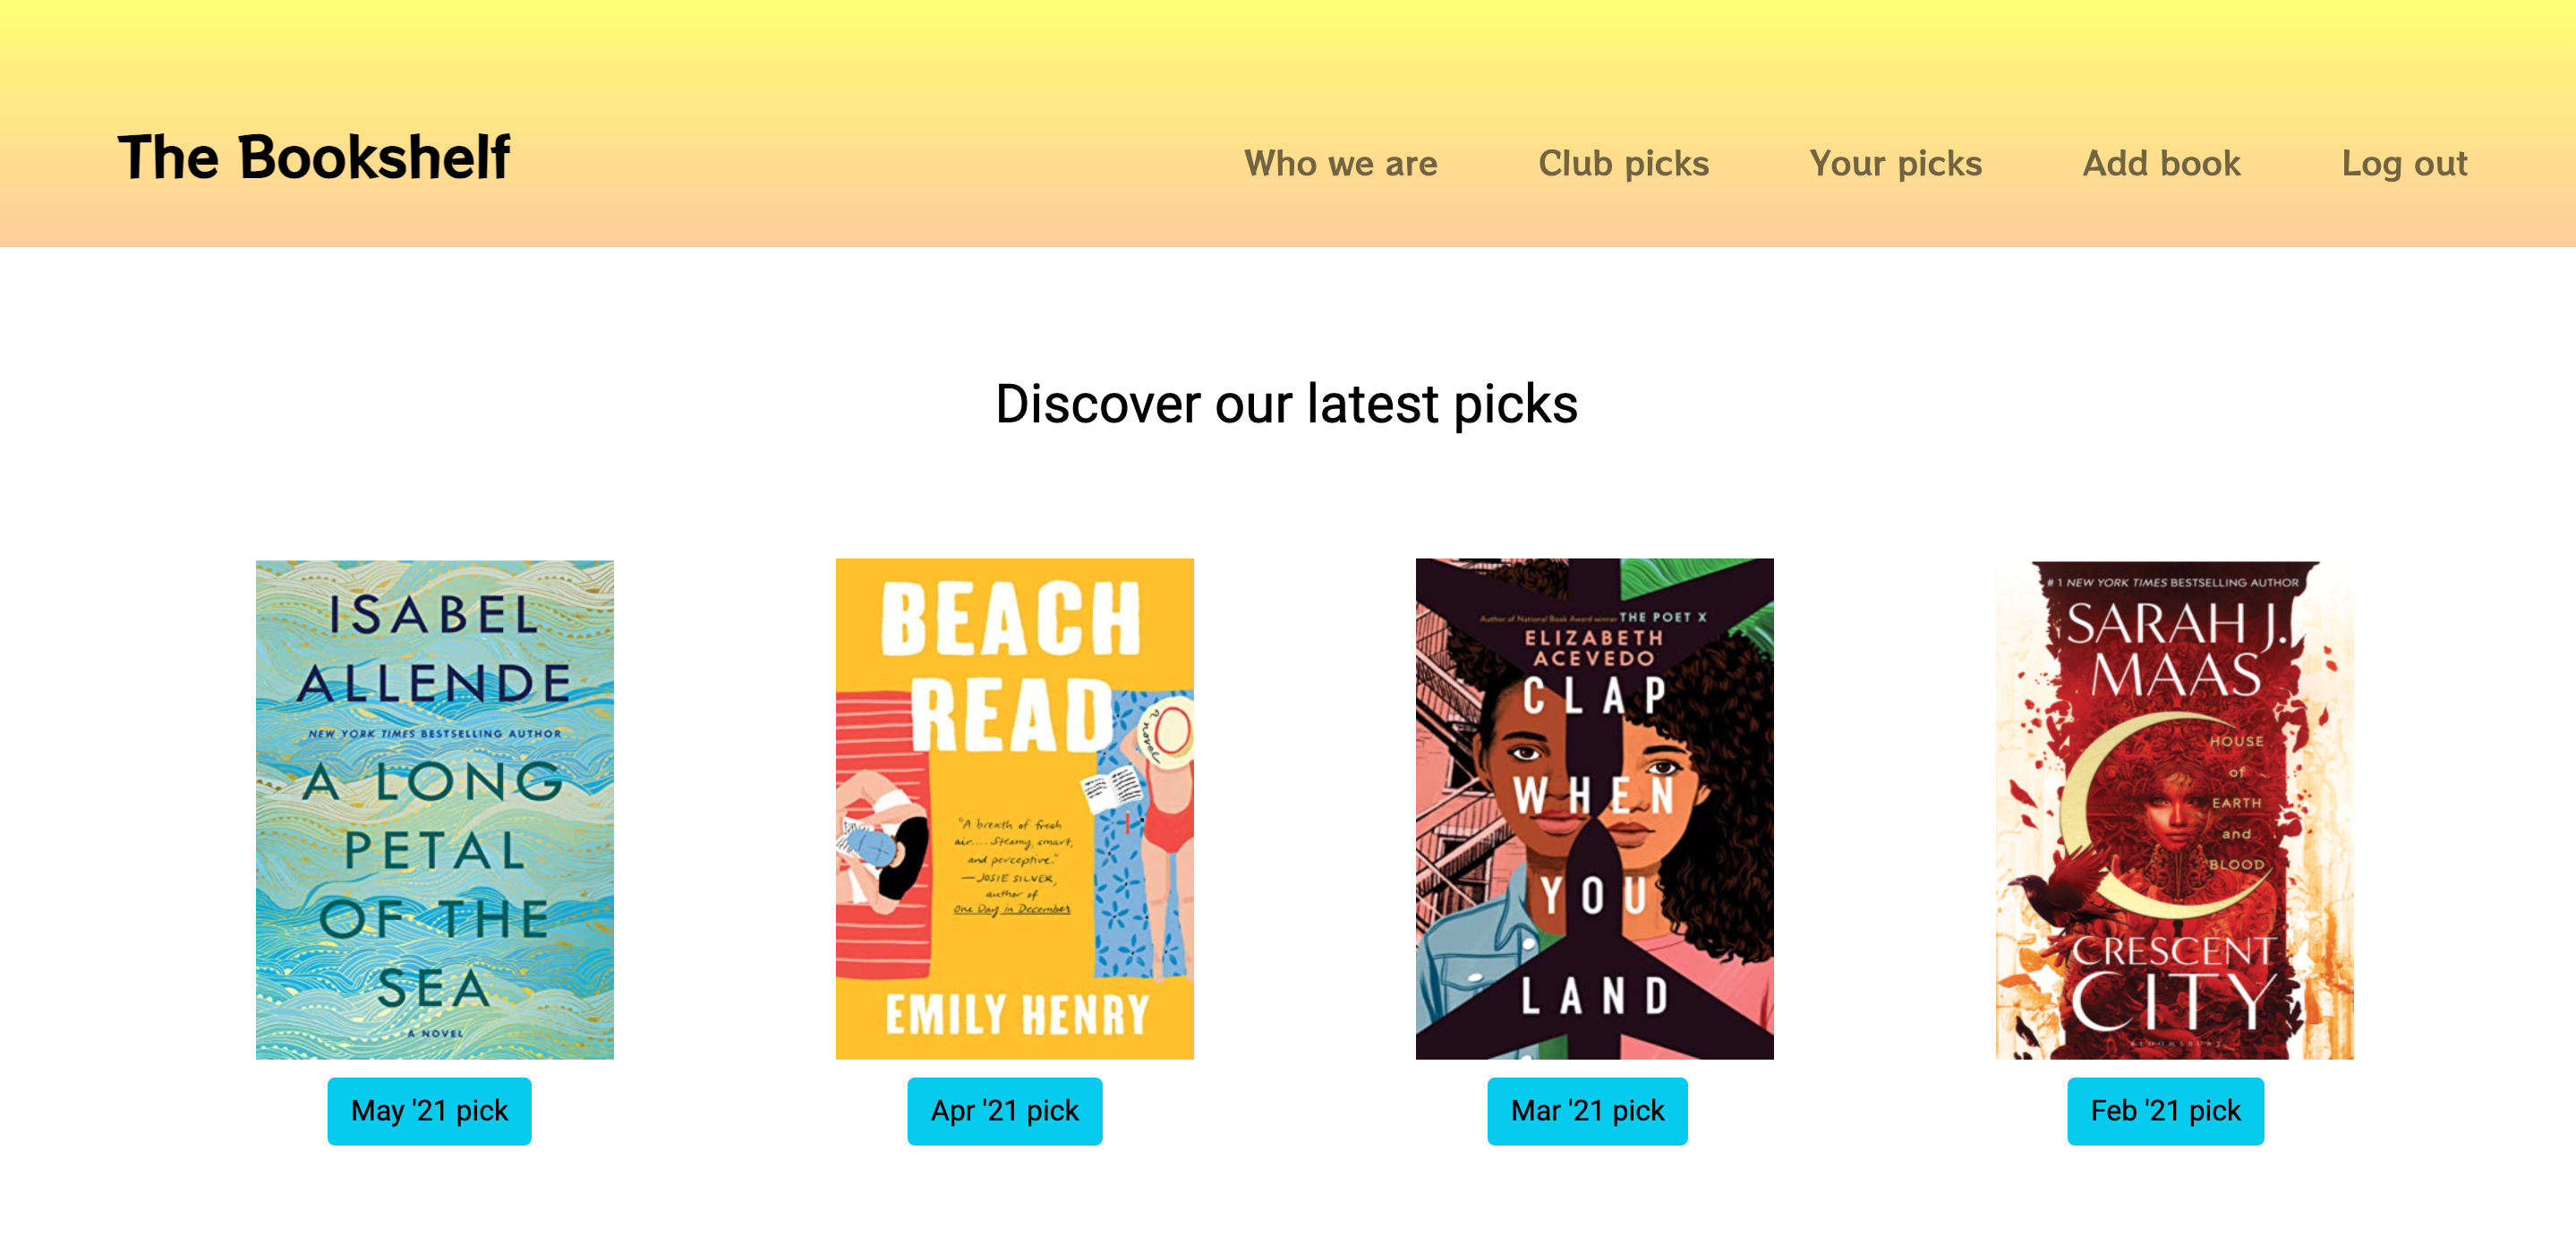 The Bookshelf
Who we are
Club picks
Your picks
Add book
Log out
Discover our latest picks
ISABEL
ALLENDE
NEW YORK TIMES BESTSELLING AUTHOR
A LONG
PETAL
OF THE
SEA
A NOVEL
May '21 pick
BEACH
READ
a novel
"A breath of fresh
air.... Steamy, smart,
and perceptive."
—JOSIE SILVER,
author of
One Day in December
EMILY HENRY
Apr '21 pick
Author of National Book Award winner THE POET X
ELIZABETH
ACEVEDO
CLAP
WHEN
YOU
LAND
Mar '21 pick
#1 NEW YORK TIMES BESTSELLING AUTHOR
SARAH J.
MAAS
HOUSE
of
EARTH
and
BLOOD
CRESCENT
CITY
BLOOMSBURY
Feb '21 pick